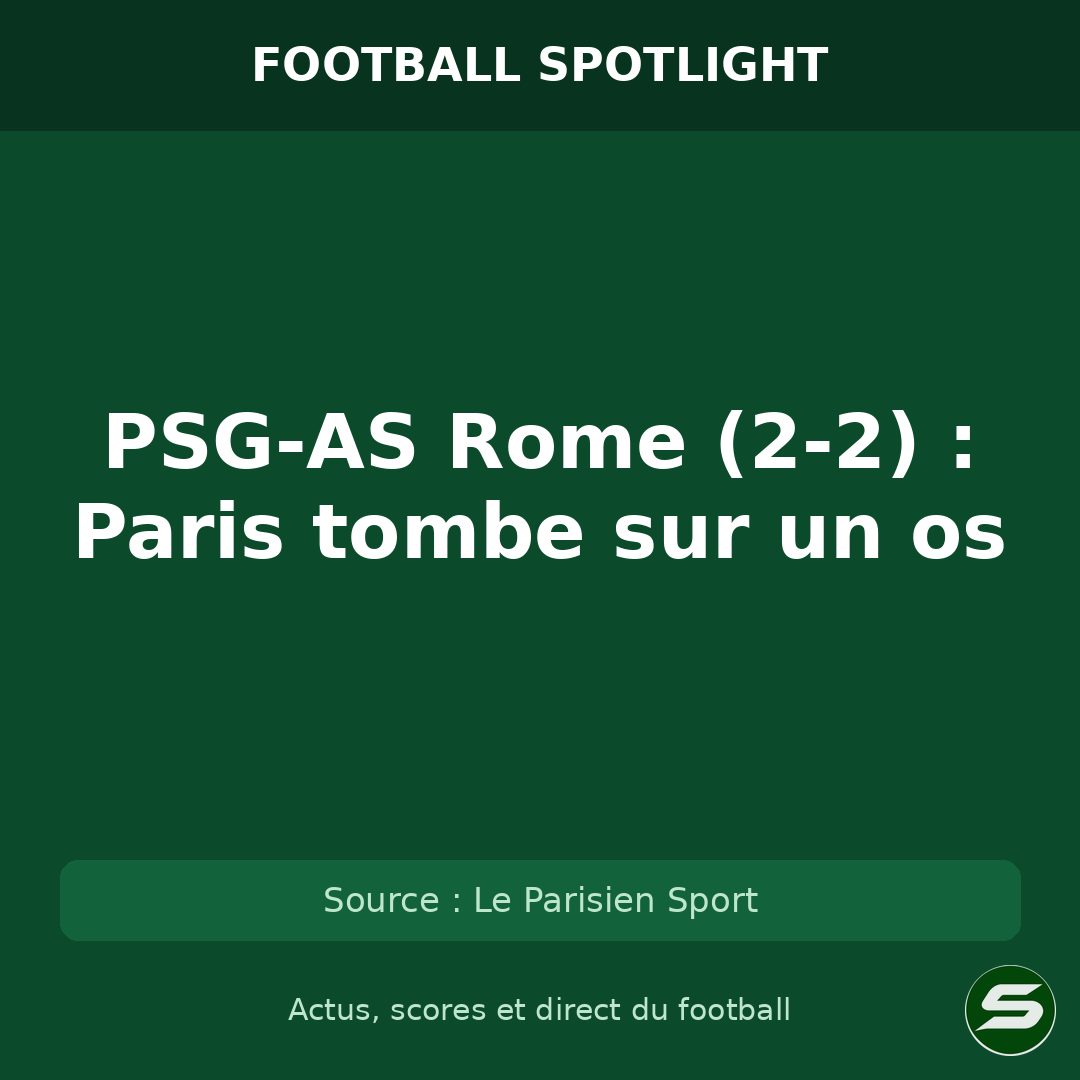 FOOTBALL SPOTLIGHT
PSG-AS Rome (2-2) :
Paris tombe sur un os
Source : Le Parisien Sport
Actus, scores et direct du football
S